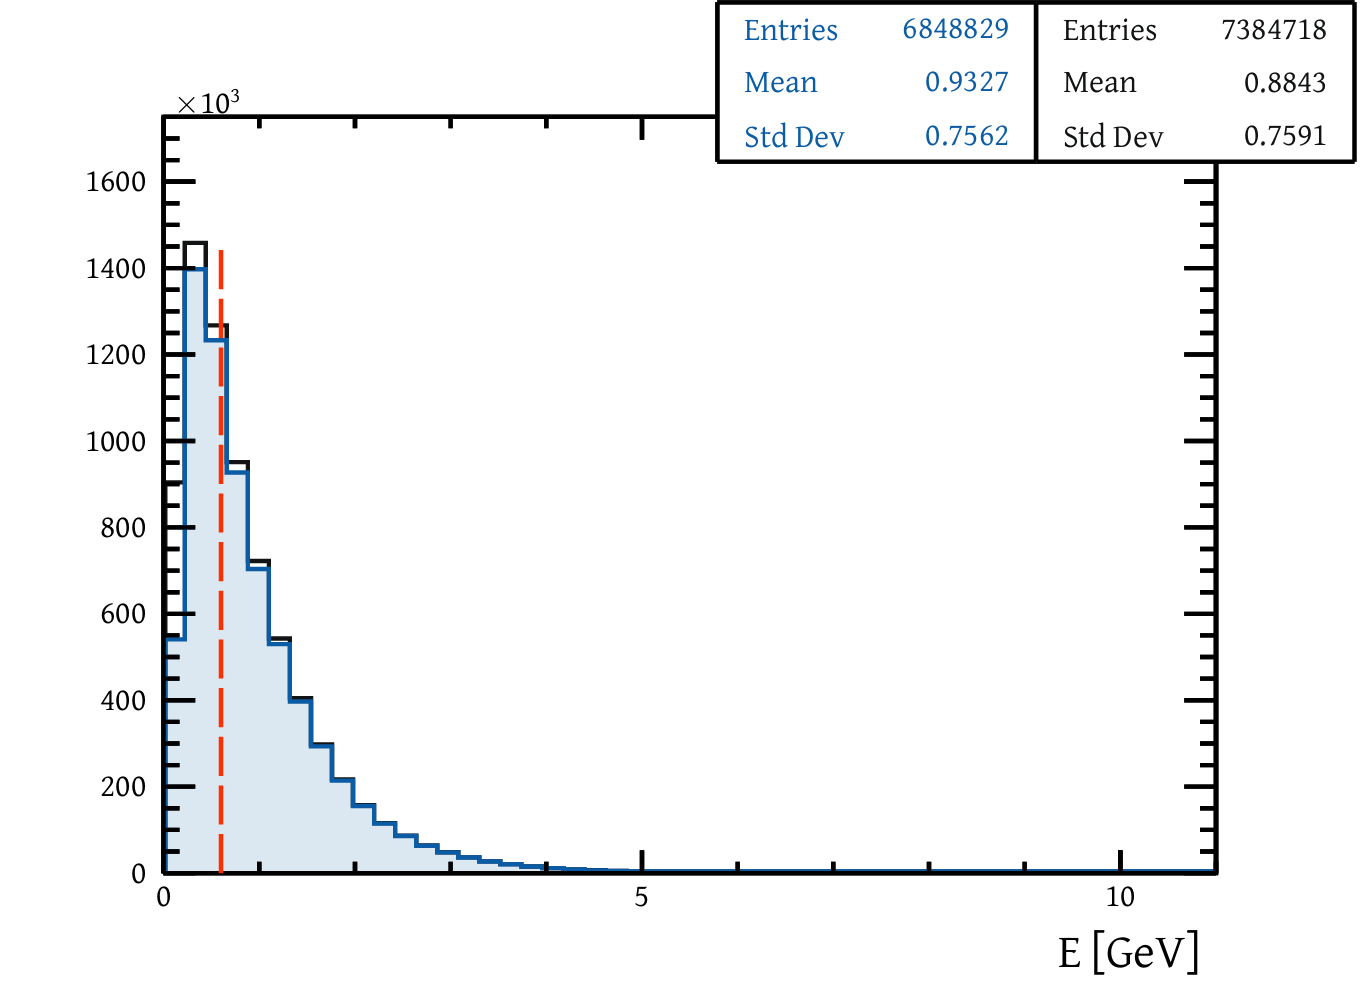 Entries 6848829 Entries 7384718
Mean 0.9327 Mean 0.8843
Std Dev 0.7562 Std Dev 0.7591
×10³
1600
1400
1200
1000
800
600
400
200
0
0 5 10
E [GeV]